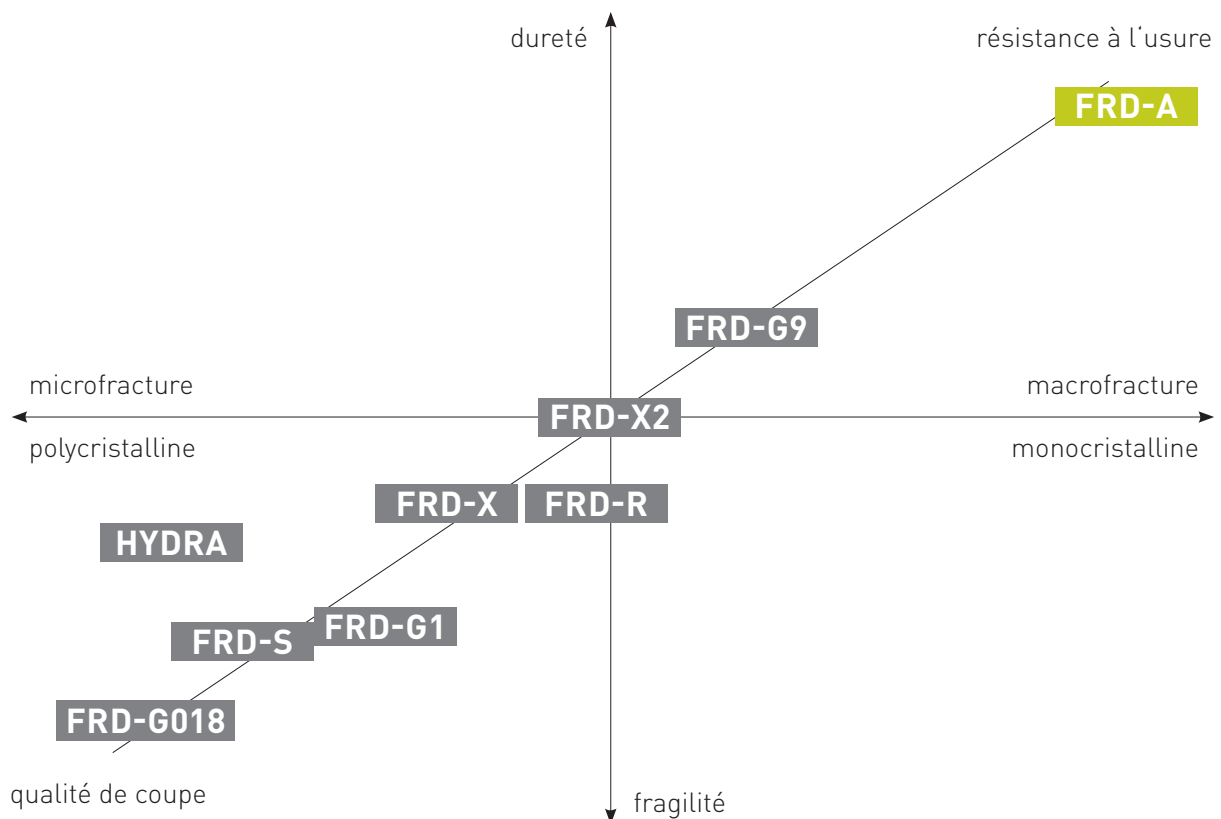 dureté
résistance à l´usure
FRD-A
FRD-G9
microfracture
macrofracture
FRD-X2
polycristalline
monocristalline
FRD-X
FRD-R
HYDRA
FRD-G1
FRD-S
FRD-G018
qualité de coupe
fragilité